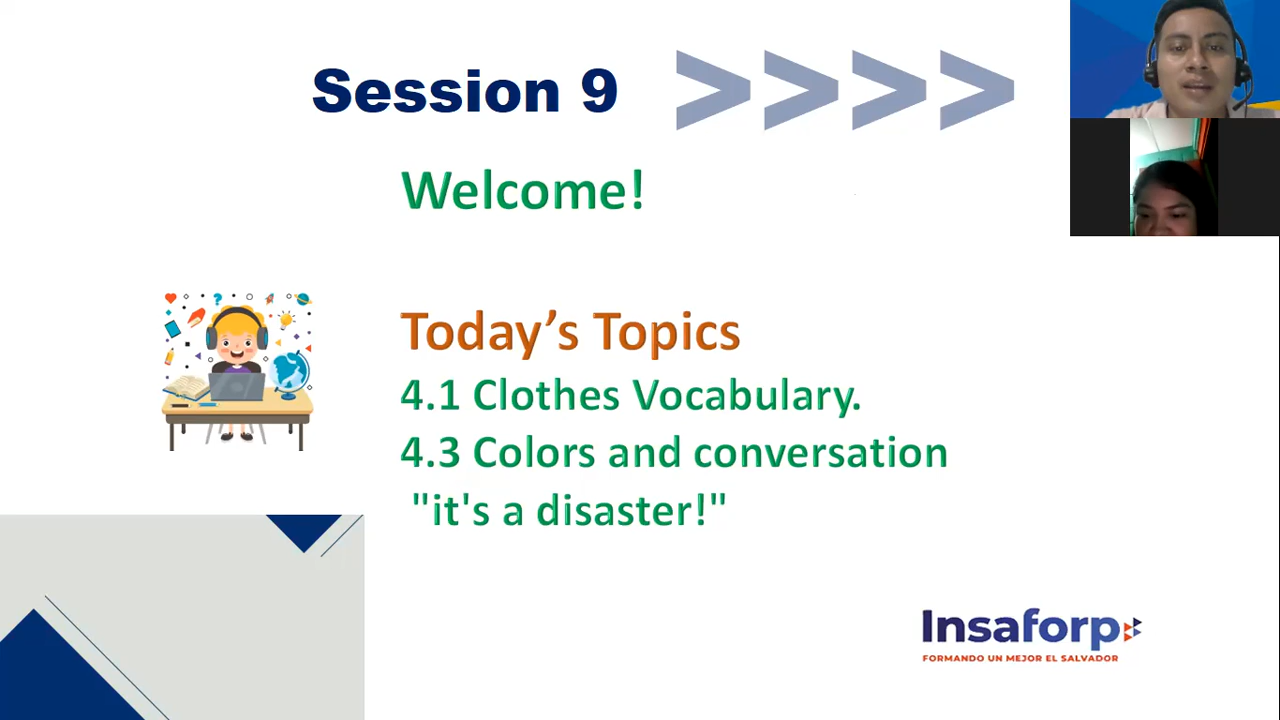 Session 9
Welcome!
Today's Topics
4.1 Clothes Vocabulary.
4.3 Colors and conversation
"it's a disaster!"
Insaforp
FORMANDO UN MEJOR EL SALVADOR